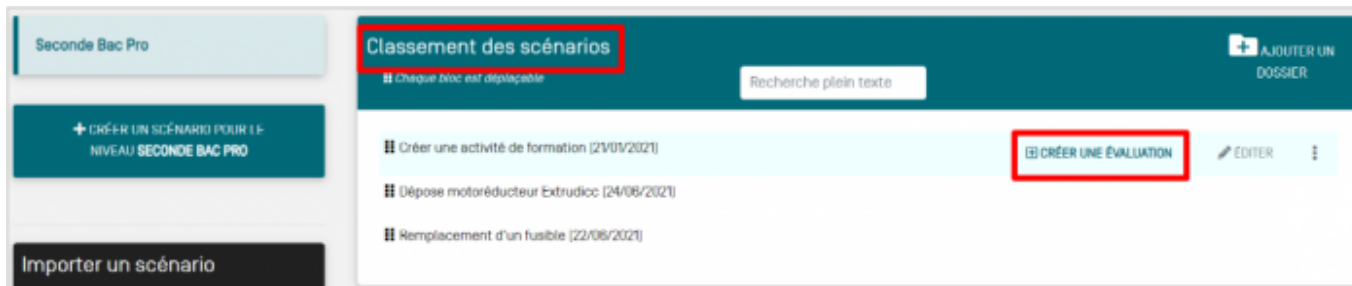 Seconde Bac Pro
+ CRÉER UN SCÉNARIO POUR LE
NIVEAU SECONDE BAC PRO
Importer un scénario
Classement des scénarios
Chaque bloc est déplaçable
Recherche plein texte
AJOUTER UN
DOSSIER
Créer une activité de formation (21/01/2021)
CRÉER UNE ÉVALUATION
ÉDITER
Dépose motoréducteur Extrudicc (24/06/2021)
Remplacement d'un fusible (22/06/2021)